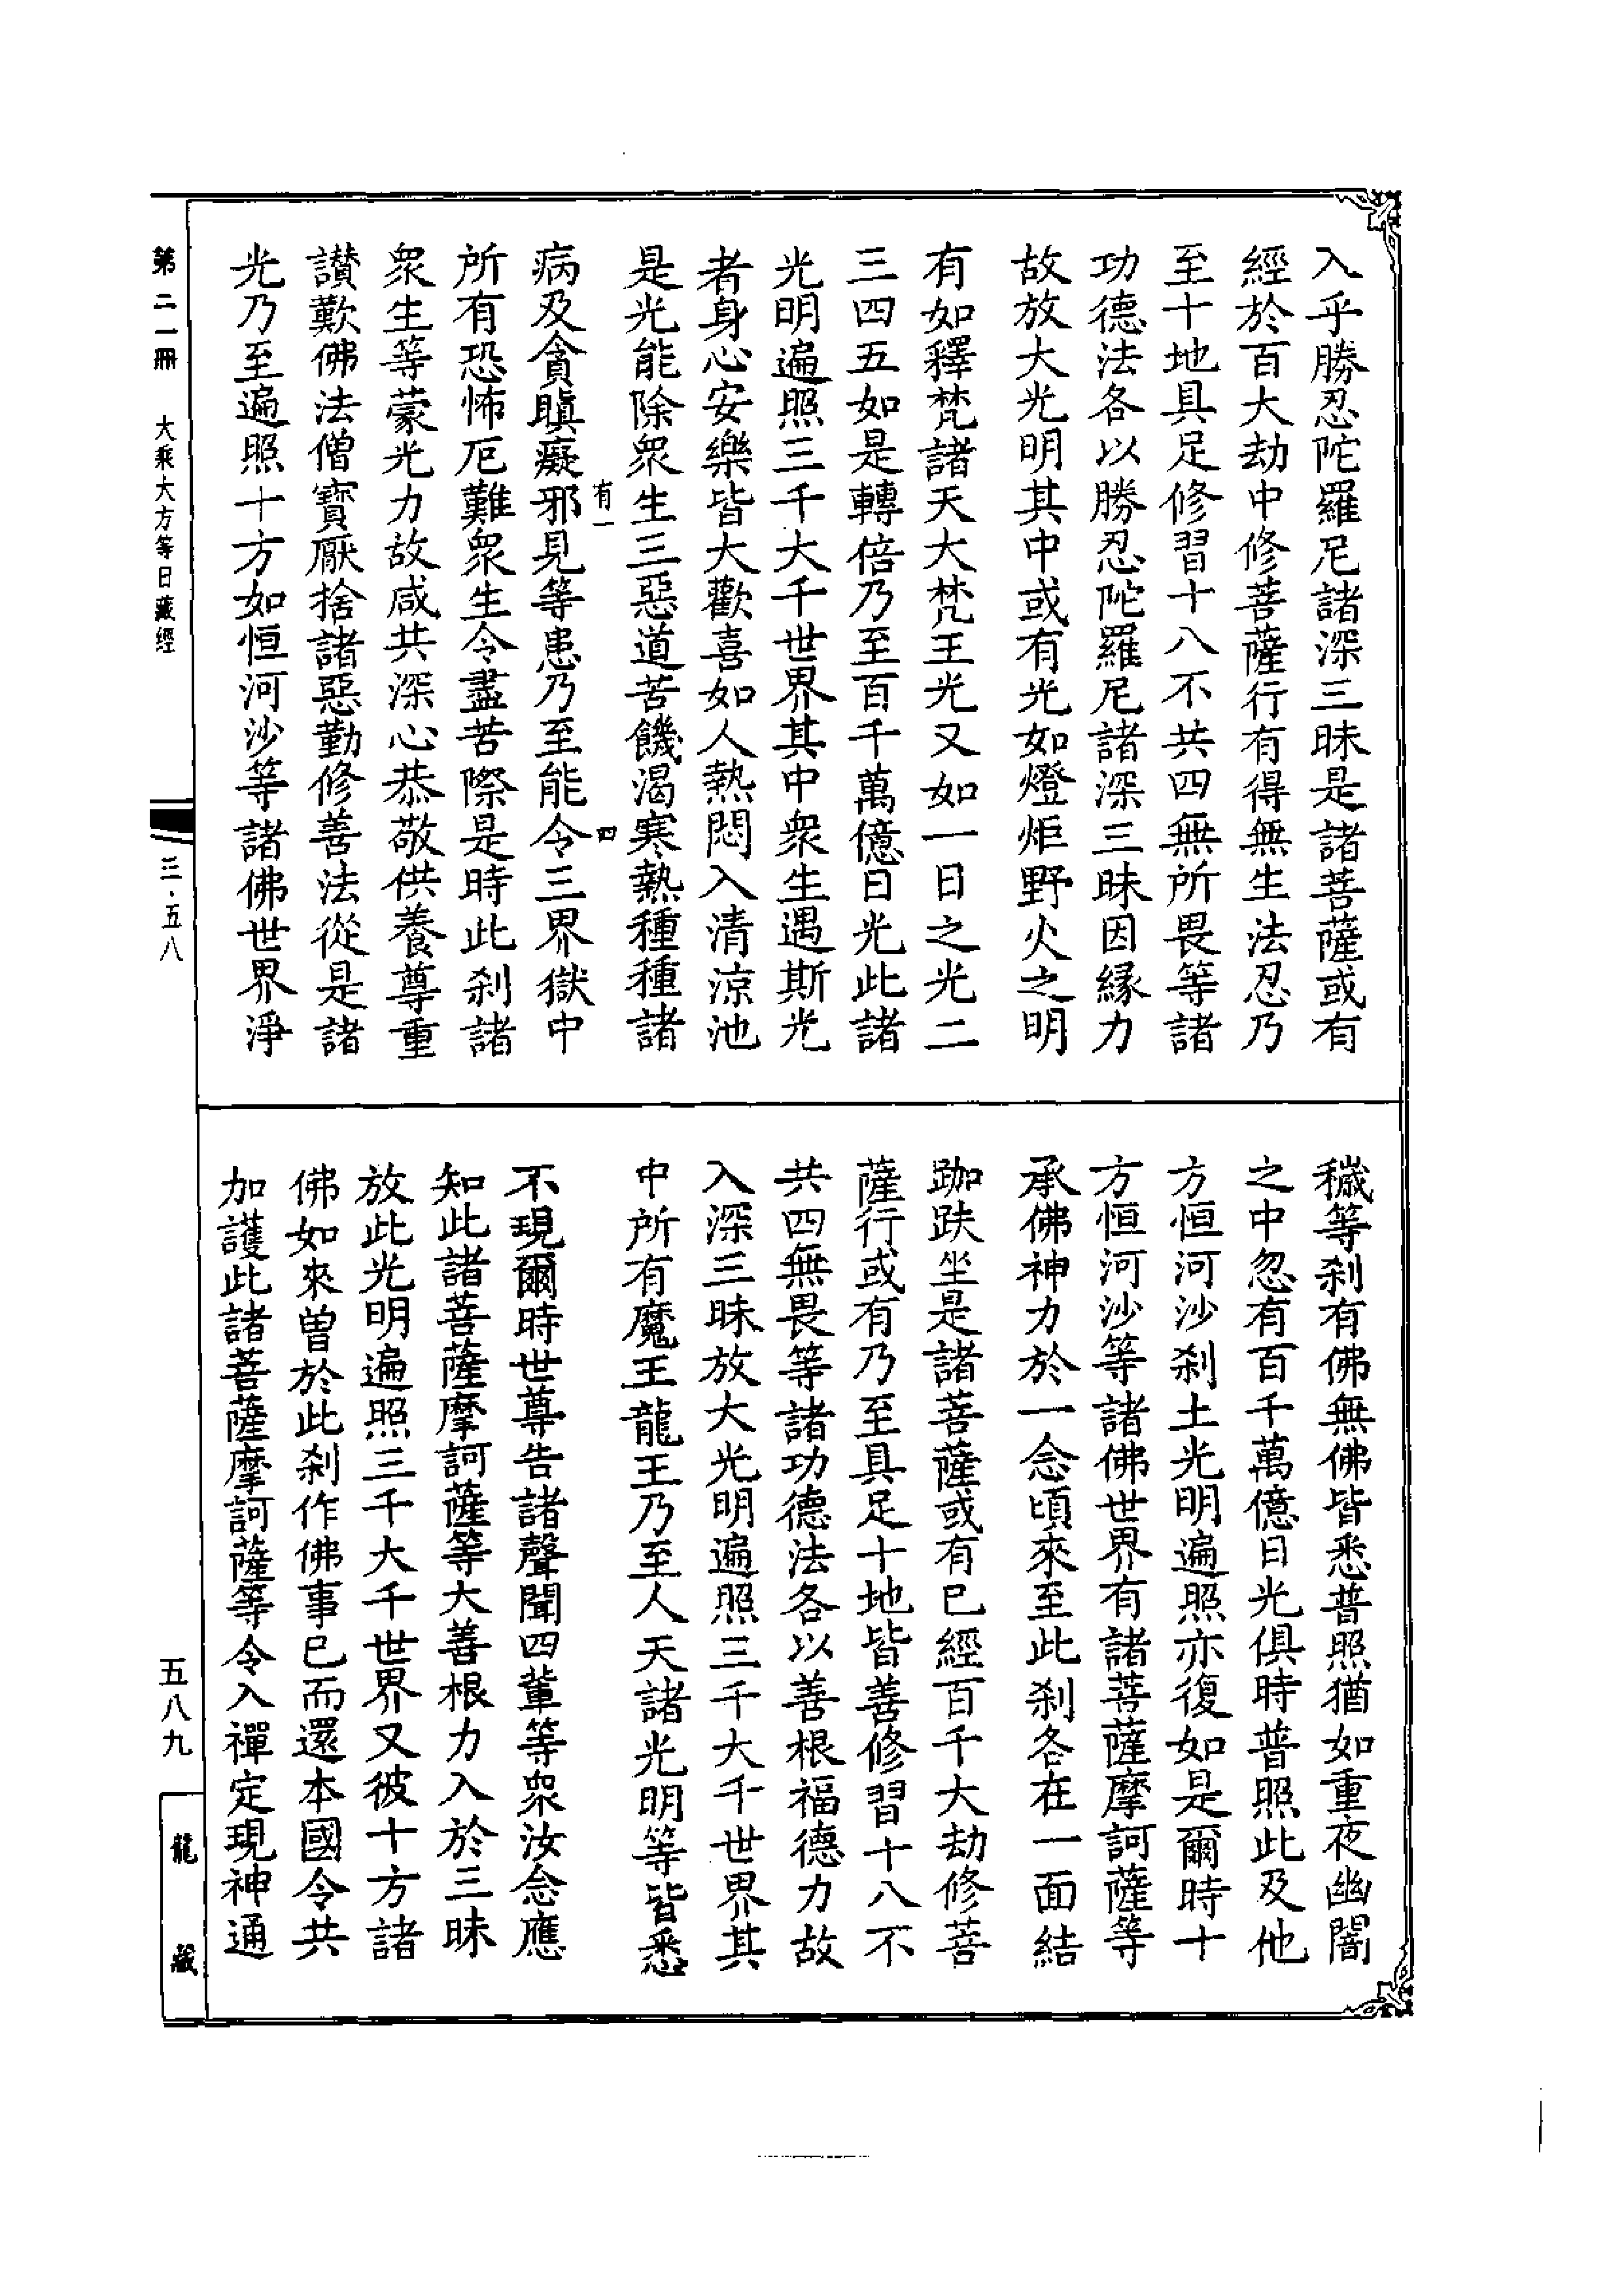 入乎勝忍陀羅尼諸深三昧是諸菩薩或有
經於百大劫中修菩薩行有得無生法忍乃
至十地具足修習十八不共四無所畏等諸
功德法各以勝忍陀羅尼諸深三昧因緣力
故放大光明其中或有光如燈炬野火之明
有如釋梵諸天大梵王光又如一日之光二
三四五如是轉倍乃至百千萬億日光此諸
光明遍照三千大千世界其中衆生遇斯光
者身心安樂皆大歡喜如人熱悶入清涼池
是光能除衆生三惡道苦饑渴寒熱種種諸
有一
四
病及貪瞋癡邪見等患乃至能令三界獄中
所有恐怖厄難衆生令盡苦際是時此刹諸
衆生等蒙光力故咸共深心恭敬供養尊重
讃歎佛法僧寶厭捨諸惡勤修善法從是諸
光乃至遍照十方如恒河沙等諸佛世界淨
穢等刹有佛無佛皆悉普照猶如重夜幽闇
之中忽有百千萬億日光俱時普照此及他
方恒河沙刹土光明遍照亦復如是爾時十
方恒河沙等諸佛世界有諸菩薩摩訶薩等
承佛神力於一念頃來至此刹各在一面結
跏趺坐是諸菩薩或有已經百千大劫修菩
薩行或有乃至具足十地皆善修習十八不
共四無畏等諸功德法各以善根福德力故
入深三昧放大光明遍照三千大千世界其
中所有魔王龍王乃至人天諸光明等皆悉
不現爾時世尊告諸聲聞四輩等衆汝念應
知此諸菩薩摩訶薩等大善根力入於三昧
放此光明遍照三千大千世界又彼十方諸
佛如來曾於此刹作佛事已而還本國令共
加護此諸菩薩摩訶薩等令入禪定現神通
第二一冊　大乘大方等日藏經
三·五八
五八九
龍藏